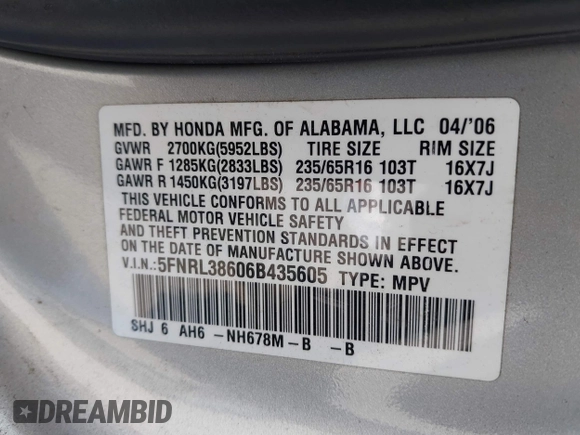 MFD. BY HONDA MFG. OF ALABAMA, LLC 04/'06
GVWR 2700KG(5952LBS) TIRE SIZE RIM SIZE
GAWR F 1285KG(2833LBS) 235/65R16 103T 16X7J
GAWR R 1450KG(3197LBS) 235/65R16 103T 16X7J
THIS VEHICLE CONFORMS TO ALL APPLICABLE
FEDERAL MOTOR VEHICLE SAFETY
AND THEFT PREVENTION STANDARDS IN EFFECT
ON THE DATE OF MANUFACTURE SHOWN ABOVE.
V.I.N.:5FNRL38606B435605 TYPE: MPV
SHJ 6 AH6 -NH678M-B -B
DREAMBID